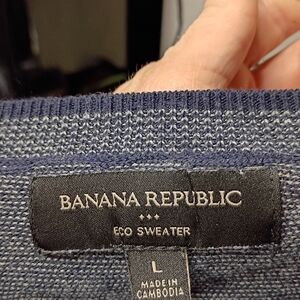 BANANA REPUBLIC
ECO SWEATER
L
MADE IN
CAMBODIA